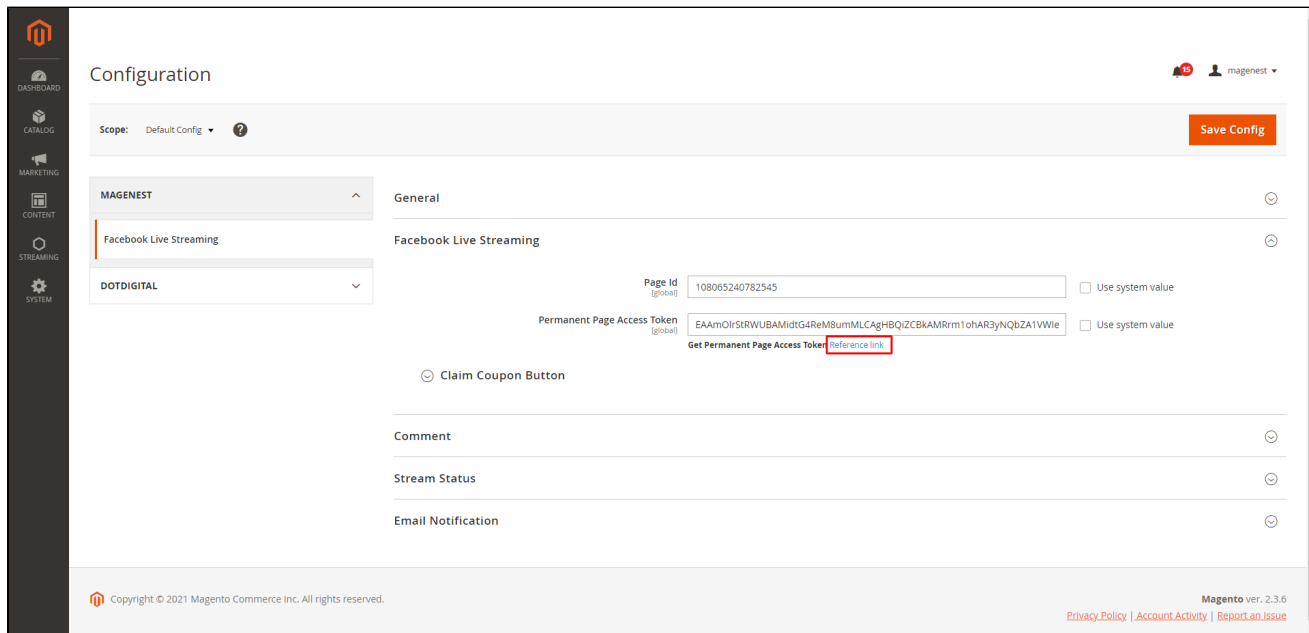 Configuration
15
magenest
DASHBOARD
CATALOG
MARKETING
CONTENT
STREAMING
SYSTEM
Scope: Default Config ?
Save Config
MAGENEST
Facebook Live Streaming
DOTDIGITAL
General
Facebook Live Streaming
Page Id
[global]
108065240782545
Use system value
Permanent Page Access Token
[global]
Use system value
Get Permanent Page Access Token Reference link
Claim Coupon Button
Comment
Stream Status
Email Notification
Copyright © 2021 Magento Commerce Inc. All rights reserved.
Magento ver. 2.3.6
Privacy Policy | Account Activity | Report an Issue